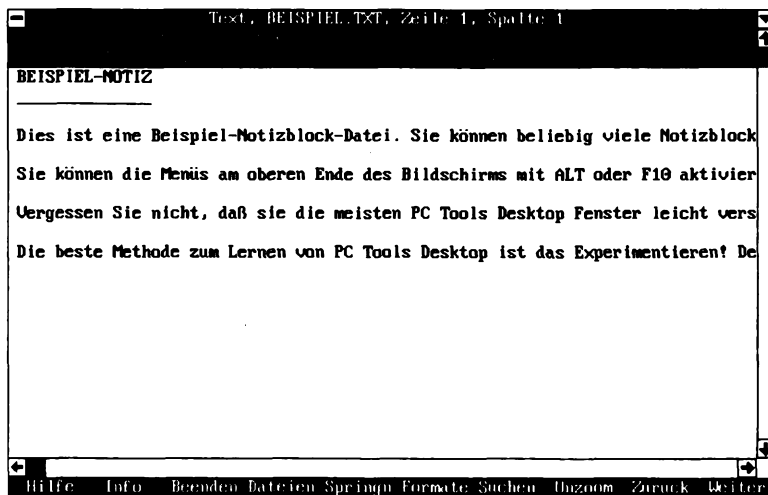 Text, BEISPIEL.TXT, Zeile 1, Spalte 1
BEISPIEL-NOTIZ
Dies ist eine Beispiel-Notizblock-Datei. Sie können beliebig viele Notizblock
Sie können die Menüs am oberen Ende des Bildschirms mit ALT oder F10 aktivier
Vergessen Sie nicht, daß sie die meisten PC Tools Desktop Fenster leicht vers
Die beste Methode zum Lernen von PC Tools Desktop ist das Experimentieren! De
Hilfe Info Beenden Dateien Springn Formate Suchen Unzoom Zurück Weiter